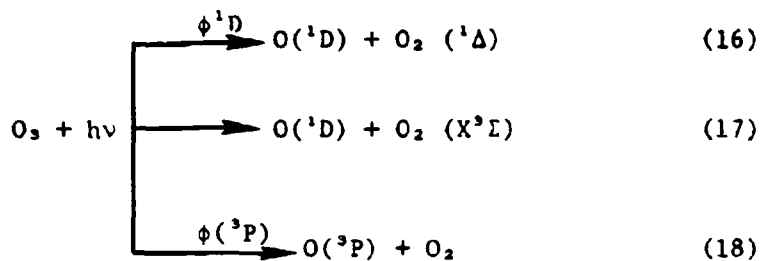 ϕ¹D
O(¹D) + O₂ (¹Δ) (16)
O₃ + hν O(¹D) + O₂ (X³Σ) (17)
ϕ(³P)
O(³P) + O₂ (18)